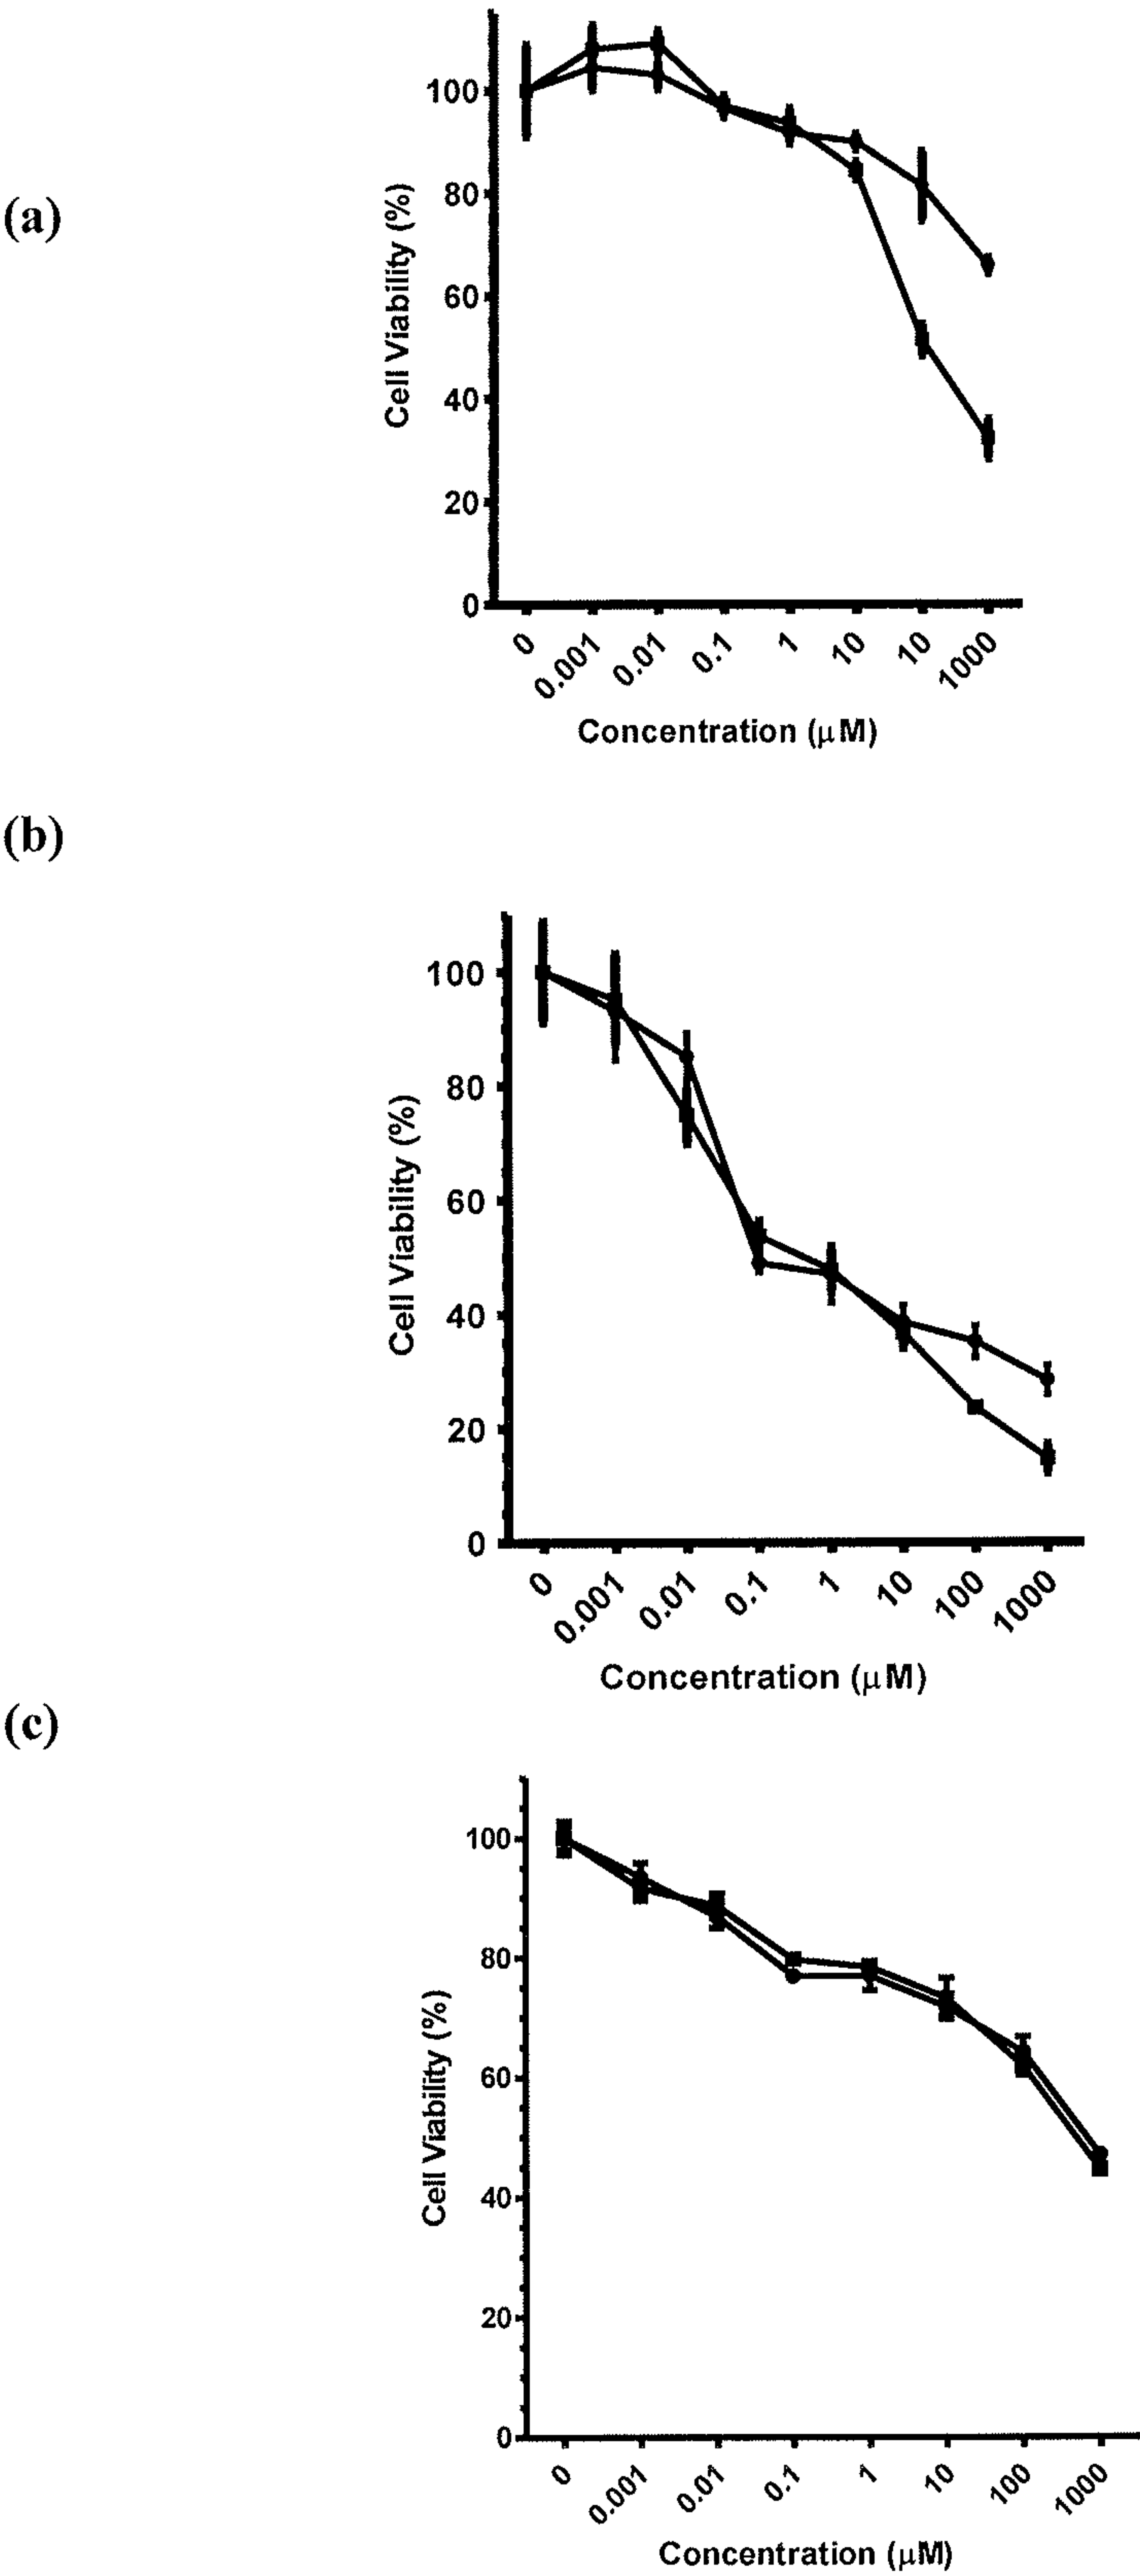 (a)
Cell Viability (%)
100
80
60
40
20
0
0 0.001 0.01 0.1 1 10 10 1000
Concentration (μM)
(b)
Cell Viability (%)
100
80
60
40
20
0
0 0.001 0.01 0.1 1 10 100 1000
Concentration (μM)
(c)
Cell Viability (%)
100
80
60
40
20
0
0 0.001 0.01 0.1 1 10 100 1000
Concentration (μM)